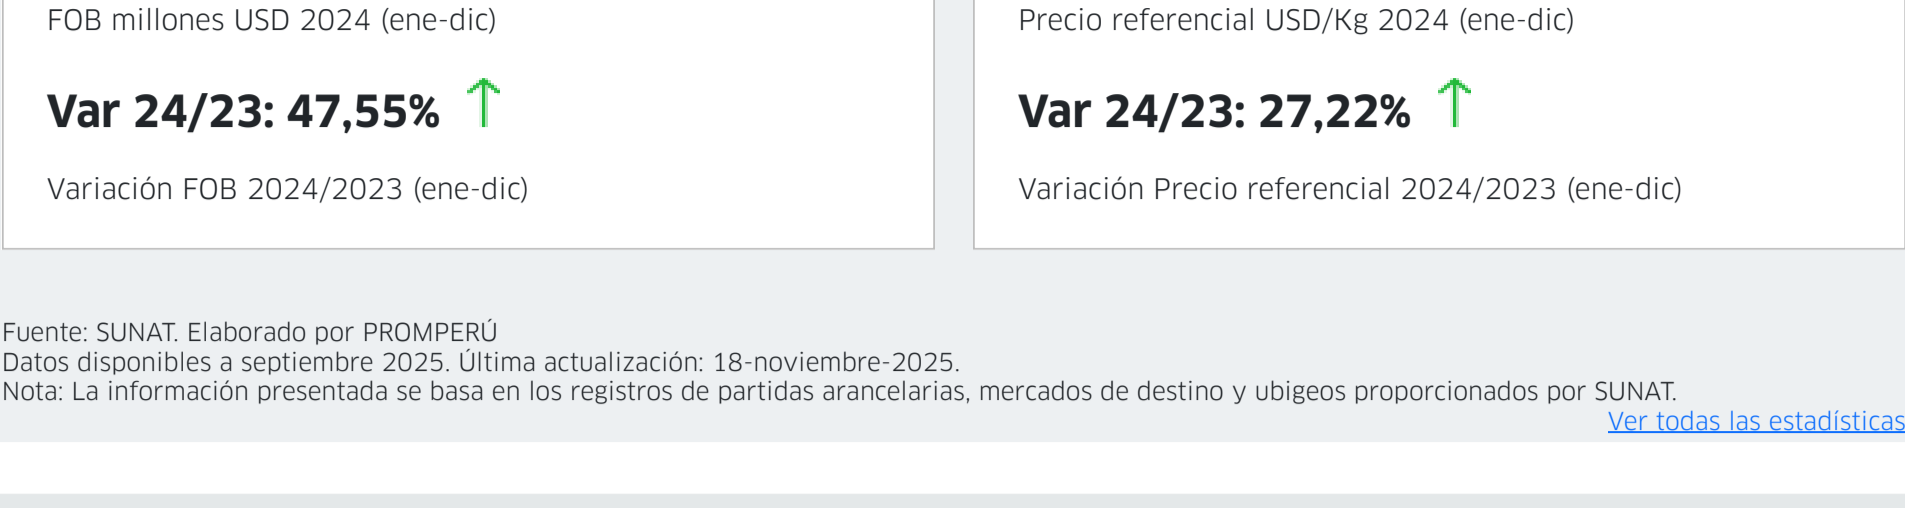 FOB millones USD 2024 (ene-dic)
Var 24/23: 47,55%
Variación FOB 2024/2023 (ene-dic)
Precio referencial USD/Kg 2024 (ene-dic)
Var 24/23: 27,22%
Variación Precio referencial 2024/2023 (ene-dic)
Fuente: SUNAT. Elaborado por PROMPERÚ
Datos disponibles a septiembre 2025. Última actualización: 18-noviembre-2025.
Nota: La información presentada se basa en los registros de partidas arancelarias, mercados de destino y ubigeos proporcionados por SUNAT.
Ver todas las estadísticas